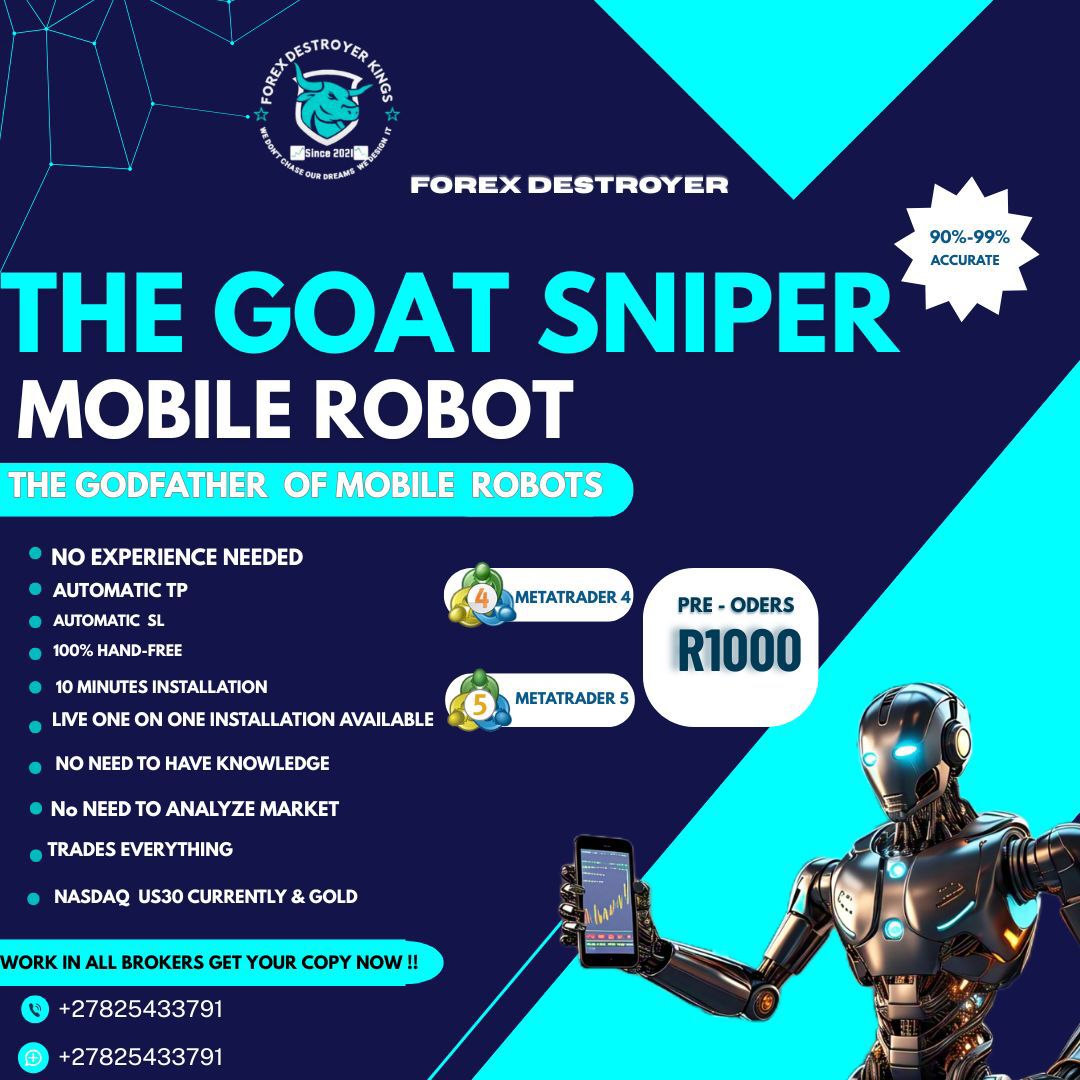 FOREX DESTROYER KINGS
Since 2021
WE DON'T CHASE OUR DREAMS WE DESIGN IT
FOREX DESTROYER
90%-99%
ACCURATE
THE GOAT SNIPER
MOBILE ROBOT
THE GODFATHER OF MOBILE ROBOTS
NO EXPERIENCE NEEDED
AUTOMATIC TP
AUTOMATIC SL
100% HAND-FREE
10 MINUTES INSTALLATION
LIVE ONE ON ONE INSTALLATION AVAILABLE
NO NEED TO HAVE KNOWLEDGE
No NEED TO ANALYZE MARKET
TRADES EVERYTHING
NASDAQ US30 CURRENTLY & GOLD
4 METATRADER 4
5 METATRADER 5
PRE - ODERS
R1000
WORK IN ALL BROKERS GET YOUR COPY NOW !!
+27825433791
+27825433791